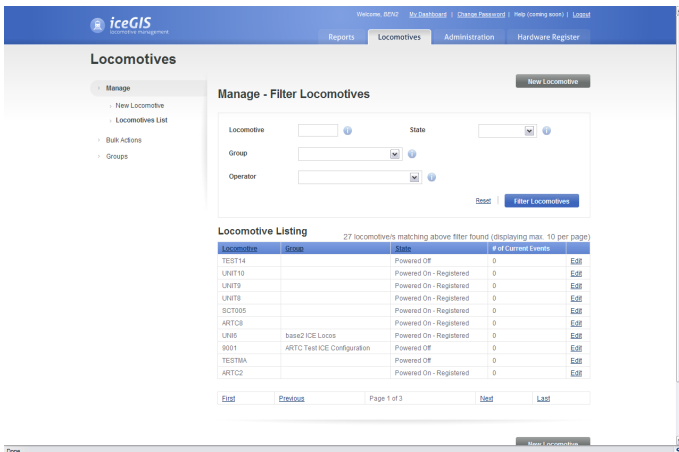 Welcome, BEN3 My Dashboard | Change Password | Help (coming soon) | Logout
iceGIS
locomotive management
Reports Locomotives Administration Hardware Register
Locomotives
New Locomotive
Manage
New Locomotive
Locomotives List
Bulk Actions
Groups
Manage - Filter Locomotives
Locomotive State
Group
Operator
Reset | Filter Locomotives
Locomotive Listing 27 locomotive/s matching above filter found (displaying max. 10 per page)
Locomotive Group State # of Current Events
TEST14 Powered Off 0 Edit
UNIT10 Powered On - Registered 0 Edit
UNIT9 Powered On - Registered 0 Edit
UNIT8 Powered On - Registered 0 Edit
SCT005 Powered On - Registered 0 Edit
ARTC8 Powered On - Registered 0 Edit
UNI6 base2 ICE Locos Powered On - Registered 0 Edit
9001 ARTC Test ICE Configuration Powered Off 0 Edit
TESTMA Powered Off 0 Edit
ARTC2 Powered On - Registered 0 Edit
First Previous Page 1 of 3 Next Last
New Locomotive
Done